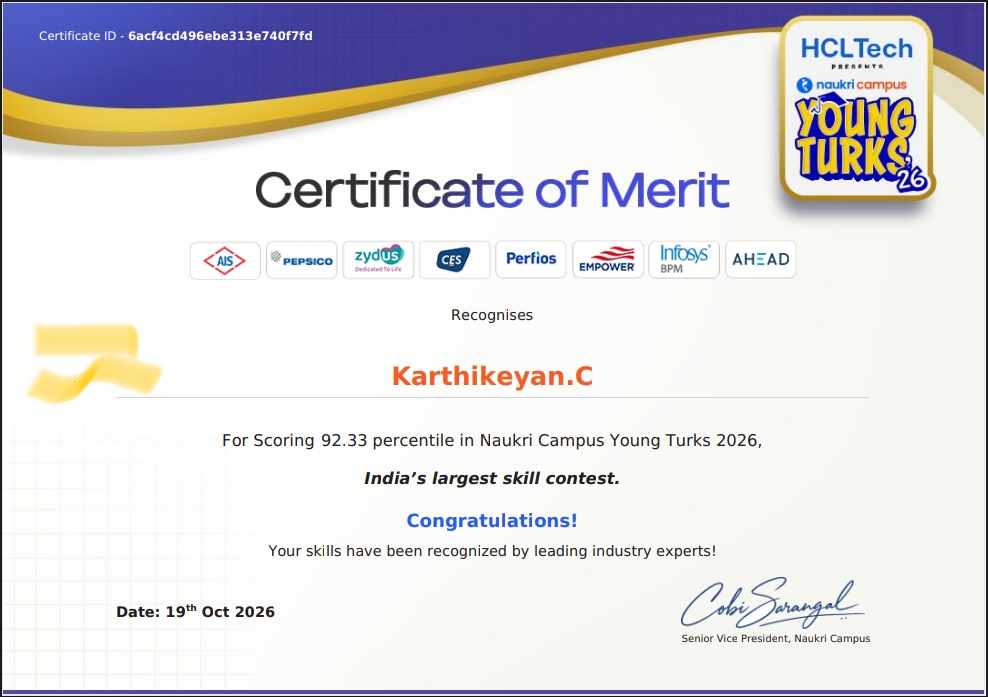 Certificate ID - 6acf4cd496ebe313e740f7fd
HCLTech
PRESENTS
naukri campus
YOUNG
TURKS,
26
Certificate of Merit
AIS
PEPSICO
zydus
Dedicated To Life
CES
Perfios
EMPOWER
Infosys®
BPM
AHEAD
Recognises
Karthikeyan.C
For Scoring 92.33 percentile in Naukri Campus Young Turks 2026,
India’s largest skill contest.
Congratulations!
Your skills have been recognized by leading industry experts!
Date: 19th Oct 2026
Cobi Sarangal
Senior Vice President, Naukri Campus